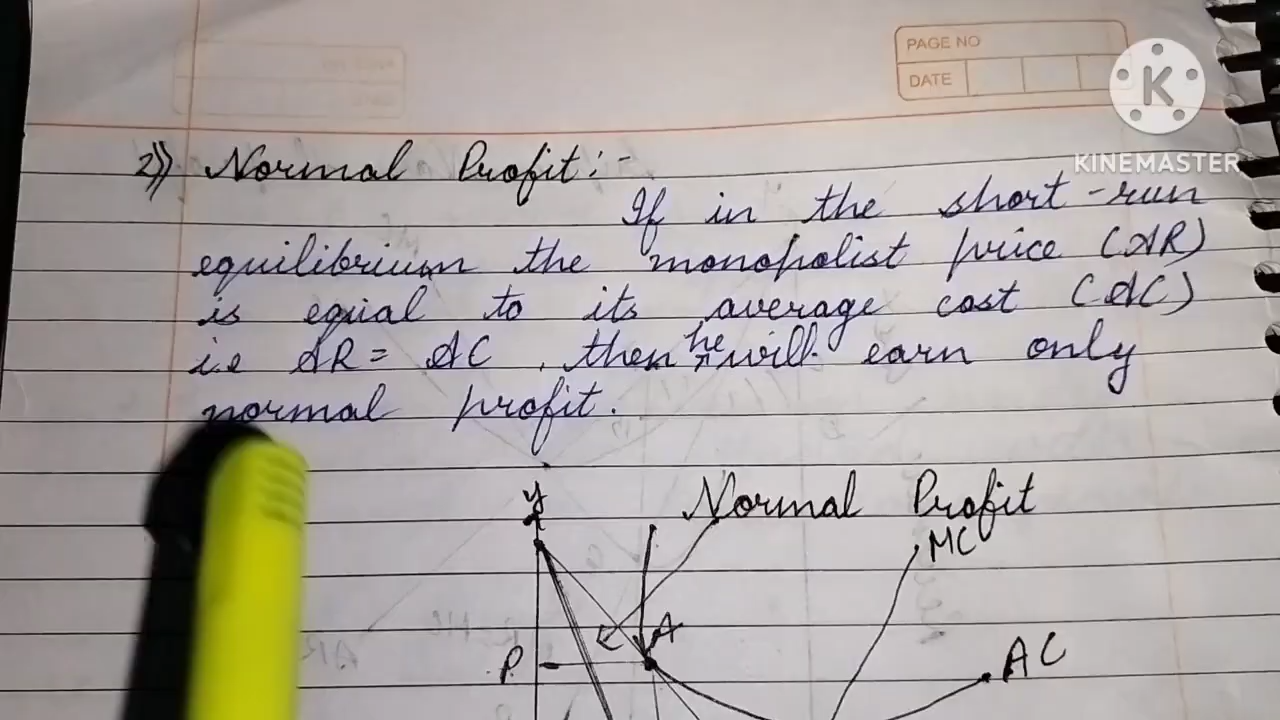 PAGE NO
DATE
K
KINEMASTER
2) Normal Profit :-
If in the short-run
equilibrium the monopolist price (AR)
is equal to its average cost (AC)
i.e AR = AC , then he will earn only
normal profit.
y
Normal Profit
MC
A
P
AC